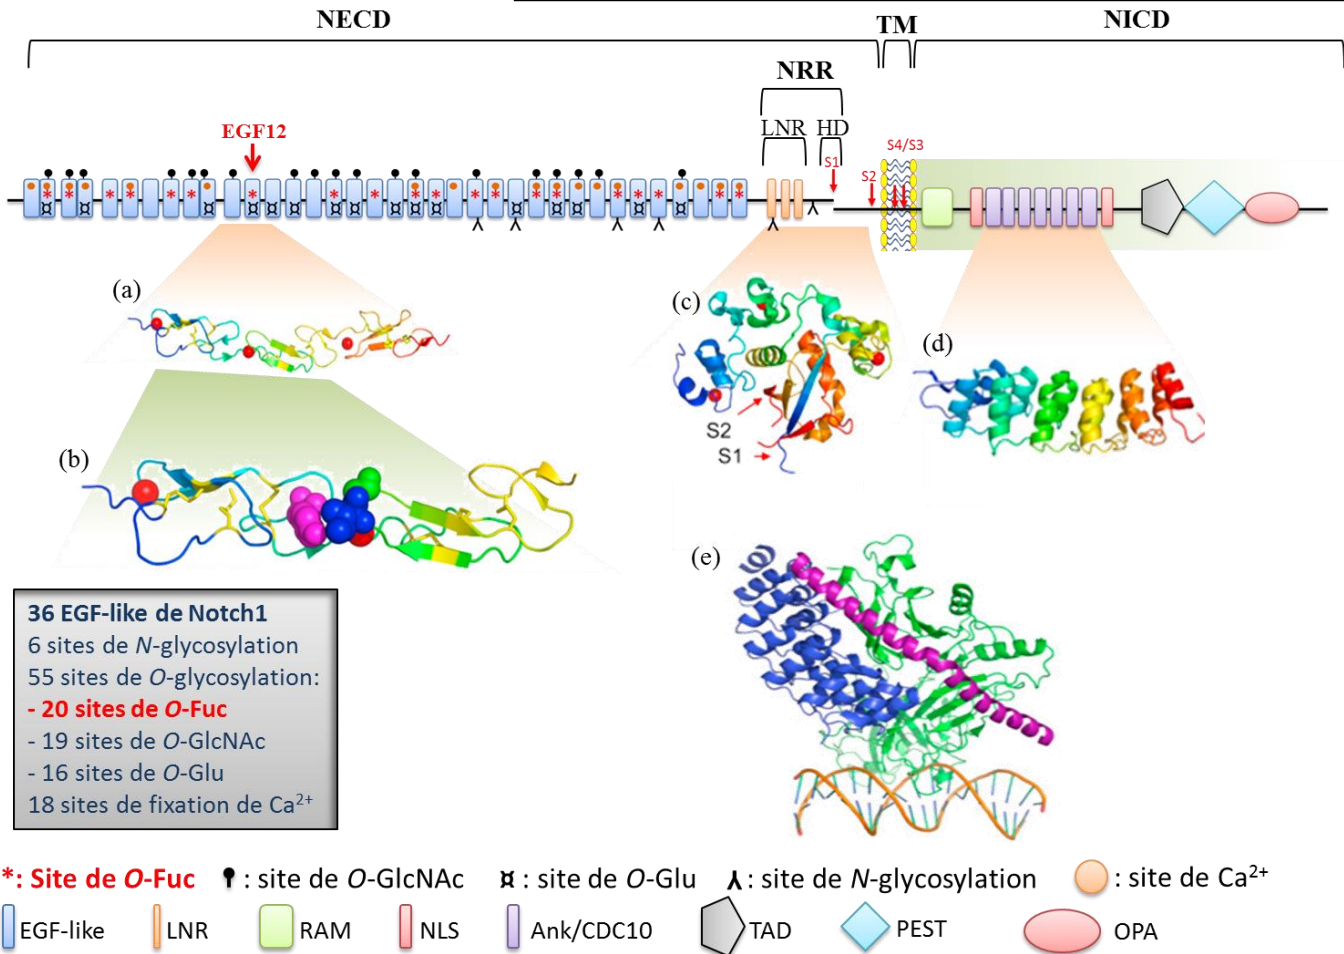 NECD
TM
NICD
NRR
LNR
HD
EGF12
S1
S2
S4/S3
(a)
(b)
(c)
S2
S1
(d)
(e)
36 EGF-like de Notch1
6 sites de N-glycosylation
55 sites de O-glycosylation:
- 20 sites de O-Fuc
- 19 sites de O-GlcNAc
- 16 sites de O-Glu
18 sites de fixation de Ca²⁺
*: Site de O-Fuc : site de O-GlcNAc : site de O-Glu : site de N-glycosylation : site de Ca²⁺
EGF-like LNR RAM NLS Ank/CDC10 TAD PEST OPA